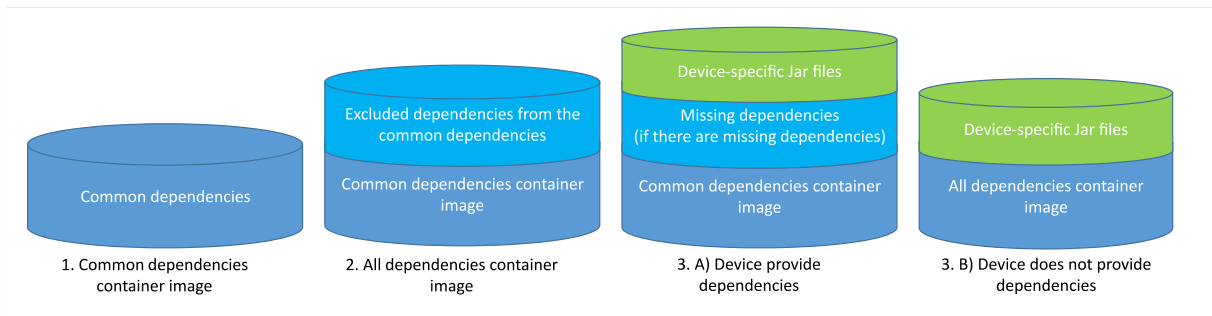 Common dependencies
1. Common dependencies
container image
Excluded dependencies from the
common dependencies
Common dependencies container
image
2. All dependencies container
image
Device-specific Jar files
Missing dependencies
(if there are missing dependencies)
Common dependencies container
image
3. A) Device provide
dependencies
Device-specific Jar files
All dependencies container
image
3. B) Device does not provide
dependencies